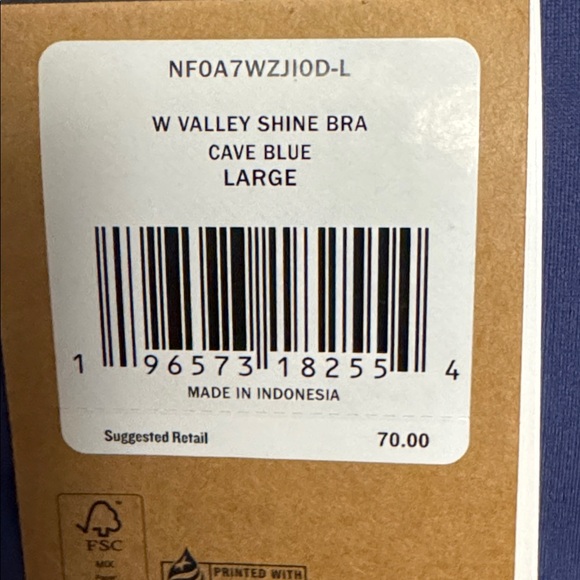 NF0A7WZJI0D-L
W VALLEY SHINE BRA
CAVE BLUE
LARGE
1 96573 18255 4
MADE IN INDONESIA
Suggested Retail 70.00
FSC
MIX
PRINTED WITH